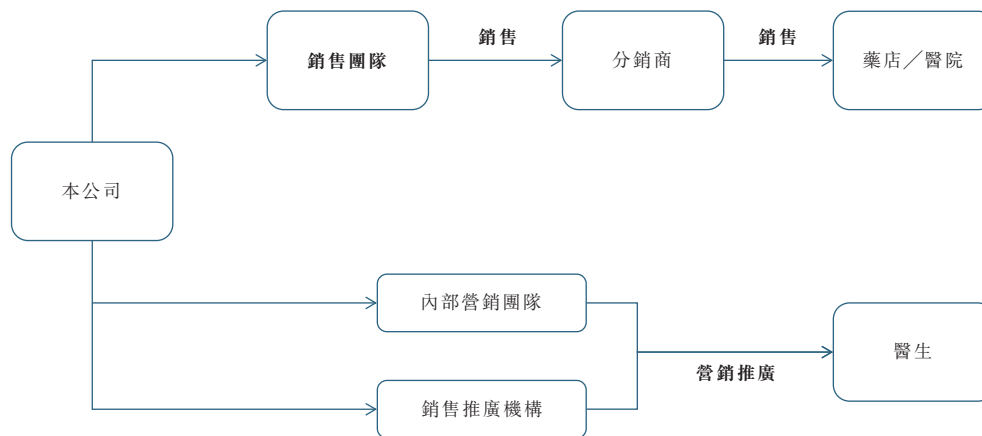 銷售團隊
銷售
分銷商
銷售
藥店／醫院
本公司
內部營銷團隊
銷售推廣機構
營銷推廣
醫生